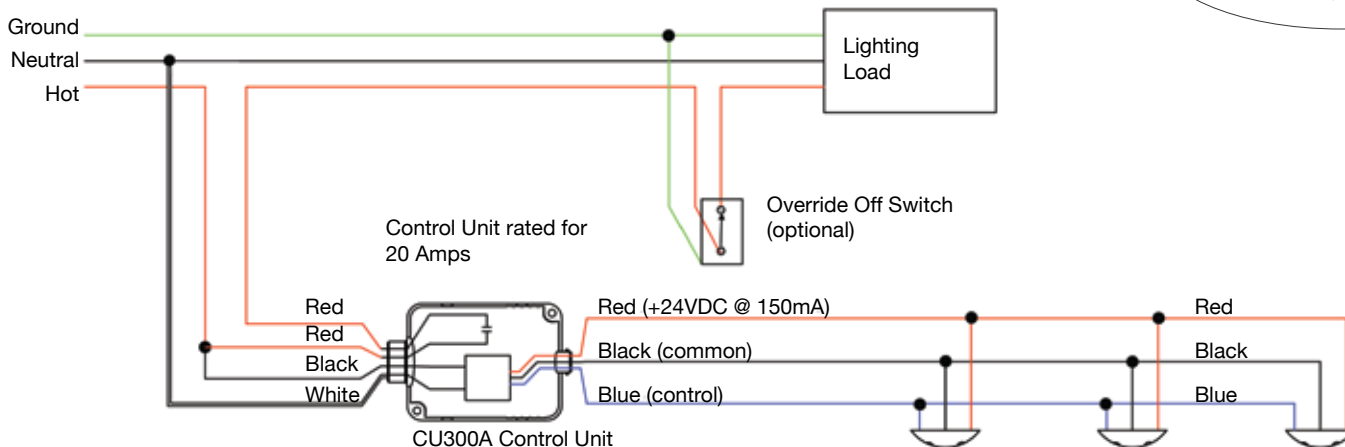 Ground
Neutral
Hot
Lighting
Load
Override Off Switch
(optional)
Control Unit rated for
20 Amps
Red
Red
Black
White
Red (+24VDC @ 150mA)
Black (common)
Blue (control)
Red
Black
Blue
CU300A Control Unit